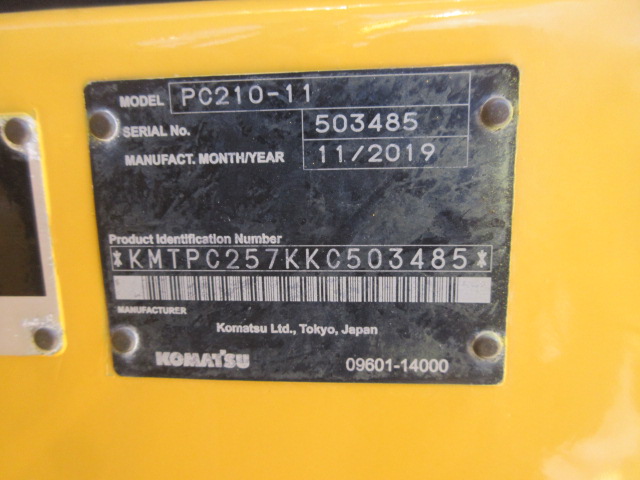 MODEL PC210-11
SERIAL No. 503485
MANUFACT. MONTH/YEAR 11/2019
Product Identification Number
*KMTPC257KKC503485*
MANUFACTURER
Komatsu Ltd., Tokyo, Japan
KOMATSU 09601-14000